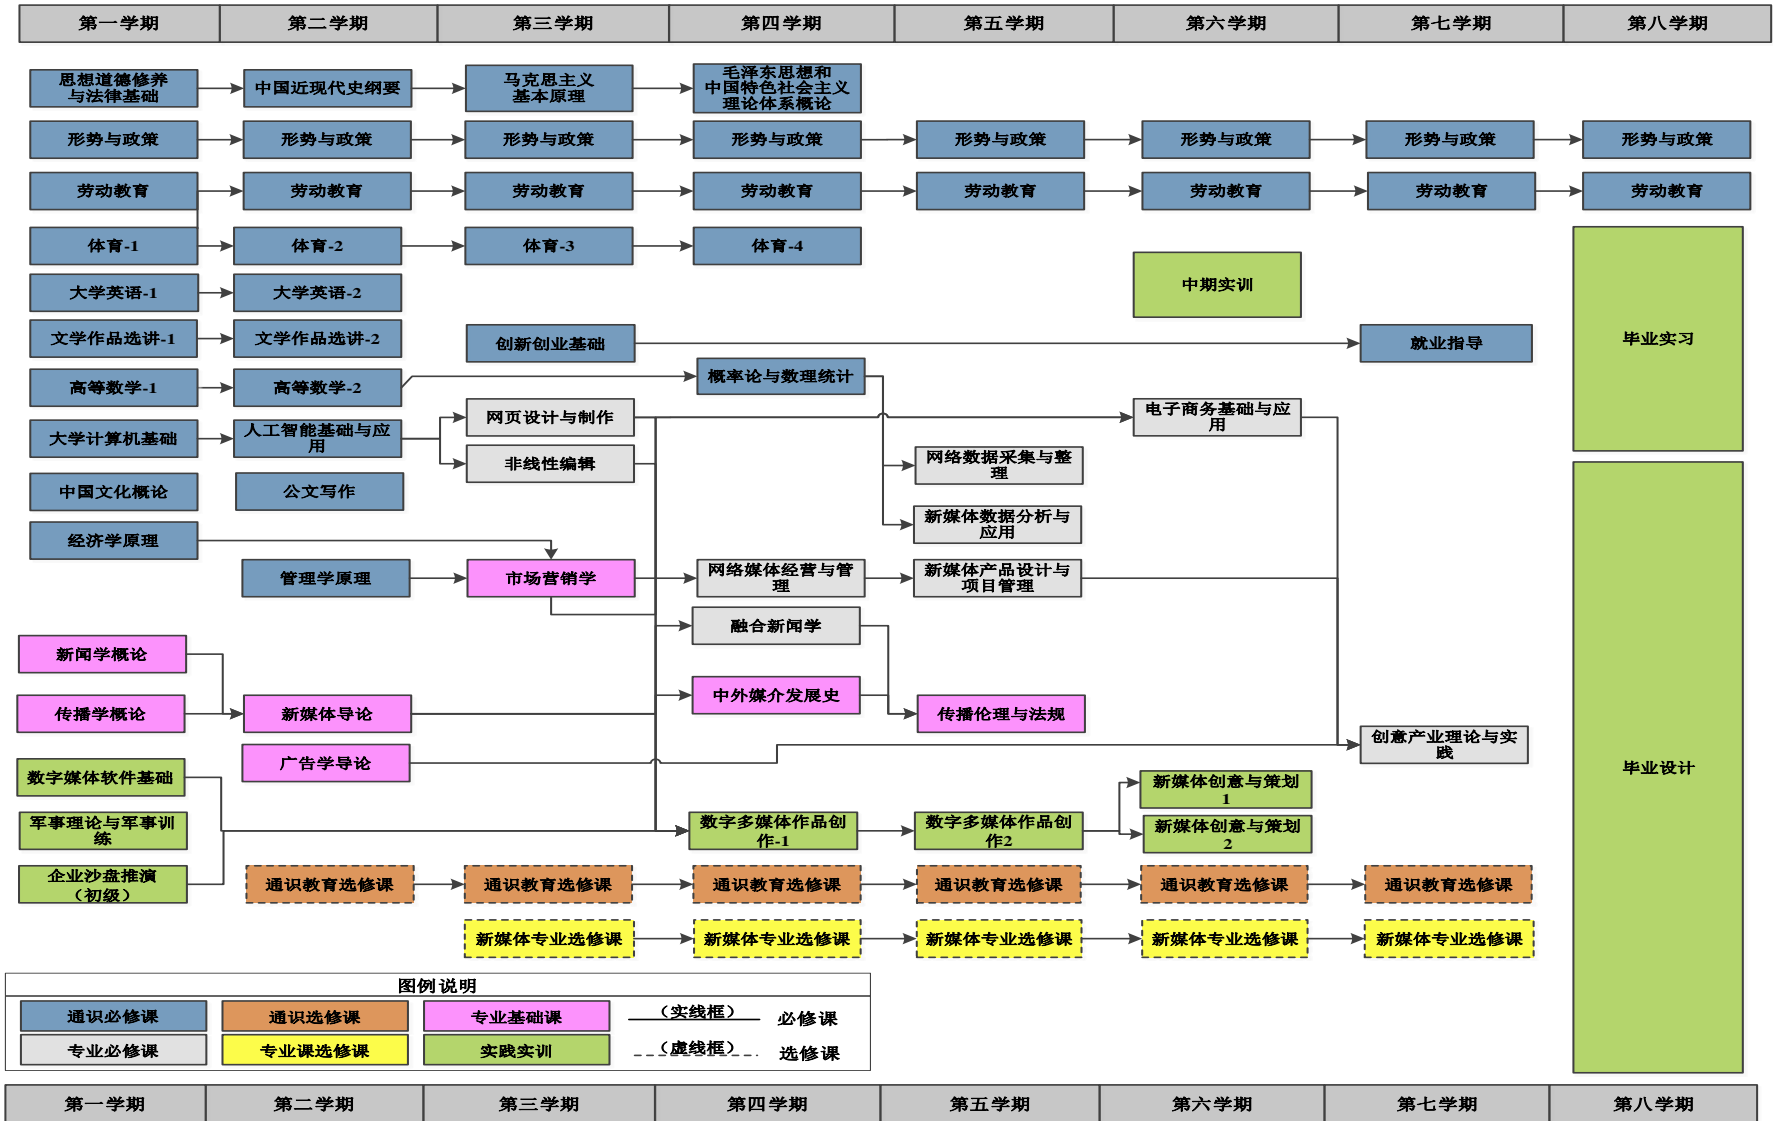 第一学期 第二学期 第三学期 第四学期 第五学期 第六学期 第七学期 第八学期
思想道德修养
与法律基础
中国近现代史纲要
马克思主义
基本原理
毛泽东思想和
中国特色社会主义
理论体系概论
形势与政策 形势与政策 形势与政策 形势与政策 形势与政策 形势与政策 形势与政策 形势与政策
劳动教育 劳动教育 劳动教育 劳动教育 劳动教育 劳动教育 劳动教育 劳动教育
体育-1 体育-2 体育-3 体育-4
中期实训
大学英语-1 大学英语-2
文学作品选讲-1 文学作品选讲-2
创新创业基础 就业指导
毕业实习
高等数学-1 高等数学-2
概率论与数理统计
网页设计与制作
电子商务基础与应
用
大学计算机基础
人工智能基础与应
用
非线性编辑
网络数据采集与整
理
中国文化概论 公文写作
新媒体数据分析与
应用
经济学原理
管理学原理 市场营销学
网络媒体经营与管
理
新媒体产品设计与
项目管理
融合新闻学
新闻学概论
中外媒介发展史
传播学概论 新媒体导论 传播伦理与法规
广告学导论
创意产业理论与实
践
毕业设计
数字媒体软件基础
新媒体创意与策划
1
军事理论与军事训
练
数字多媒体作品创
作-1
数字多媒体作品创
作2
新媒体创意与策划
2
企业沙盘推演
（初级）
通识教育选修课 通识教育选修课 通识教育选修课 通识教育选修课 通识教育选修课 通识教育选修课
新媒体专业选修课 新媒体专业选修课 新媒体专业选修课 新媒体专业选修课 新媒体专业选修课
图例说明
通识必修课 通识选修课 专业基础课 （实线框） 必修课
专业必修课 专业课选修课 实践实训 （虚线框） 选修课
第一学期 第二学期 第三学期 第四学期 第五学期 第六学期 第七学期 第八学期